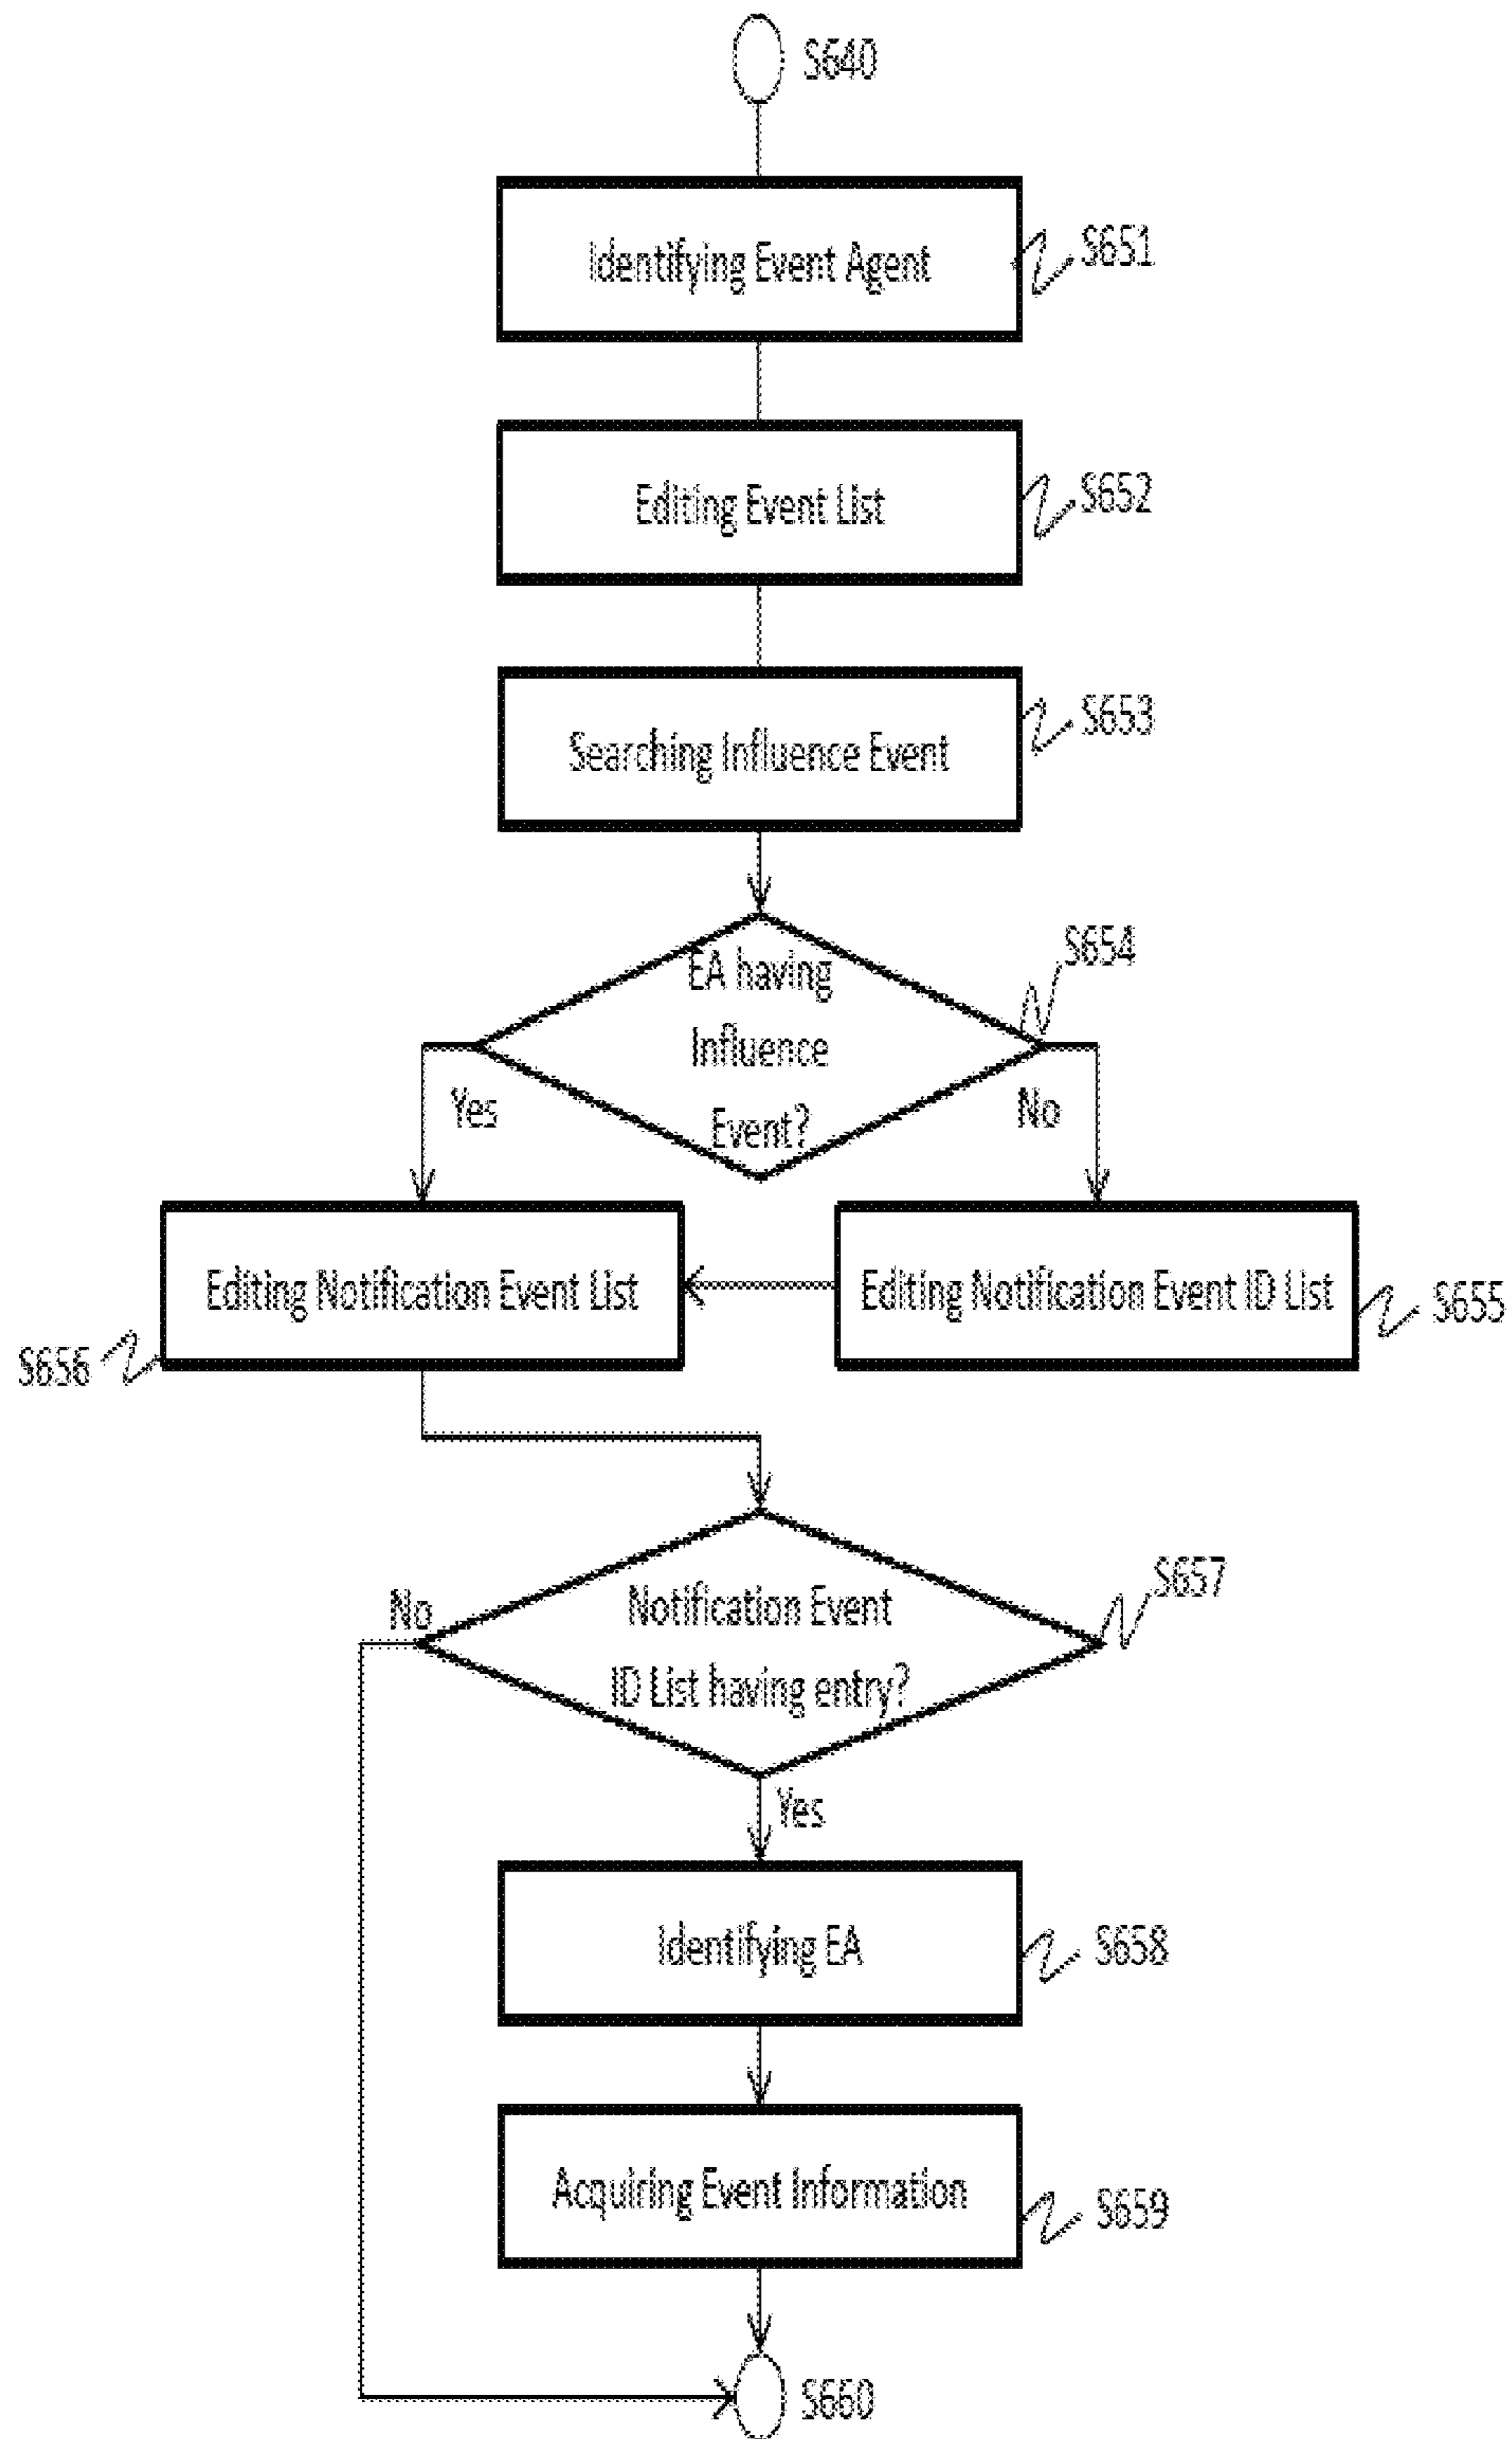 S640
Identifying Event Agent
S651
Editing Event List
S652
Searching Influence Event
S653
EA having
Influence
Event?
S654
Yes
No
Editing Notification Event List
S656
Editing Notification Event ID List
S655
Notification Event
ID List having entry?
S657
No
Yes
Identifying EA
S658
Acquiring Event Information
S659
S660